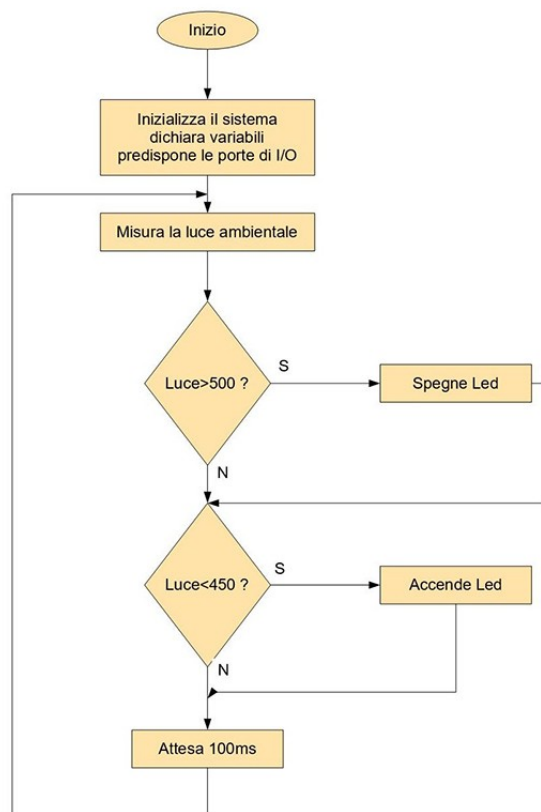 Inizio
Inizializza il sistema
dichiara variabili
predispone le porte di I/O
Misura la luce ambientale
Luce>500 ?
S
Spegne Led
N
Luce<450 ?
S
Accende Led
N
Attesa 100ms